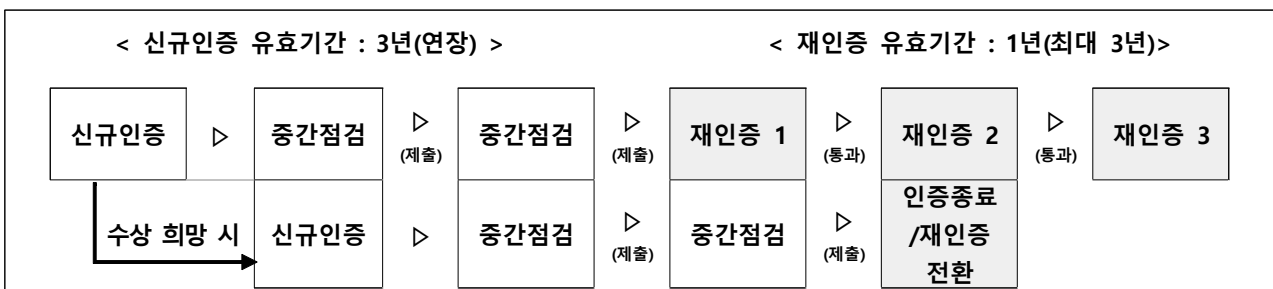 < 신규인증 유효기간 : 3년(연장) > < 재인증 유효기간 : 1년(최대 3년)>
신규인증 ▷ 중간점검 ▷ 중간점검 ▷ 재인증 1 ▷ 재인증 2 ▷ 재인증 3
(제출) (제출) (통과) (통과)
수상 희망 시 신규인증 ▷ 중간점검 ▷ 중간점검 ▷ 인증종료
(제출) (제출) /재인증
전환